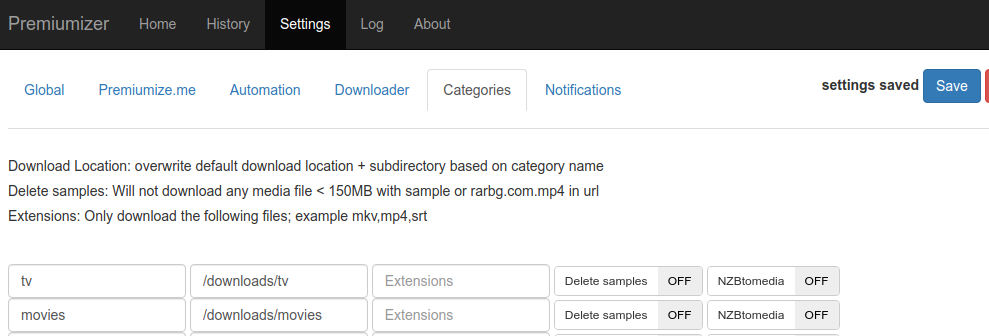 Premiumizer Home History Settings Log About
Global Premiumize.me Automation Downloader Categories Notifications settings saved Save
Download Location: overwrite default download location + subdirectory based on category name
Delete samples: Will not download any media file < 150MB with sample or rarbg.com.mp4 in url
Extensions: Only download the following files; example mkv,mp4,srt
tv /downloads/tv Extensions Delete samples OFF NZBtomedia OFF
movies /downloads/movies Extensions Delete samples OFF NZBtomedia OFF